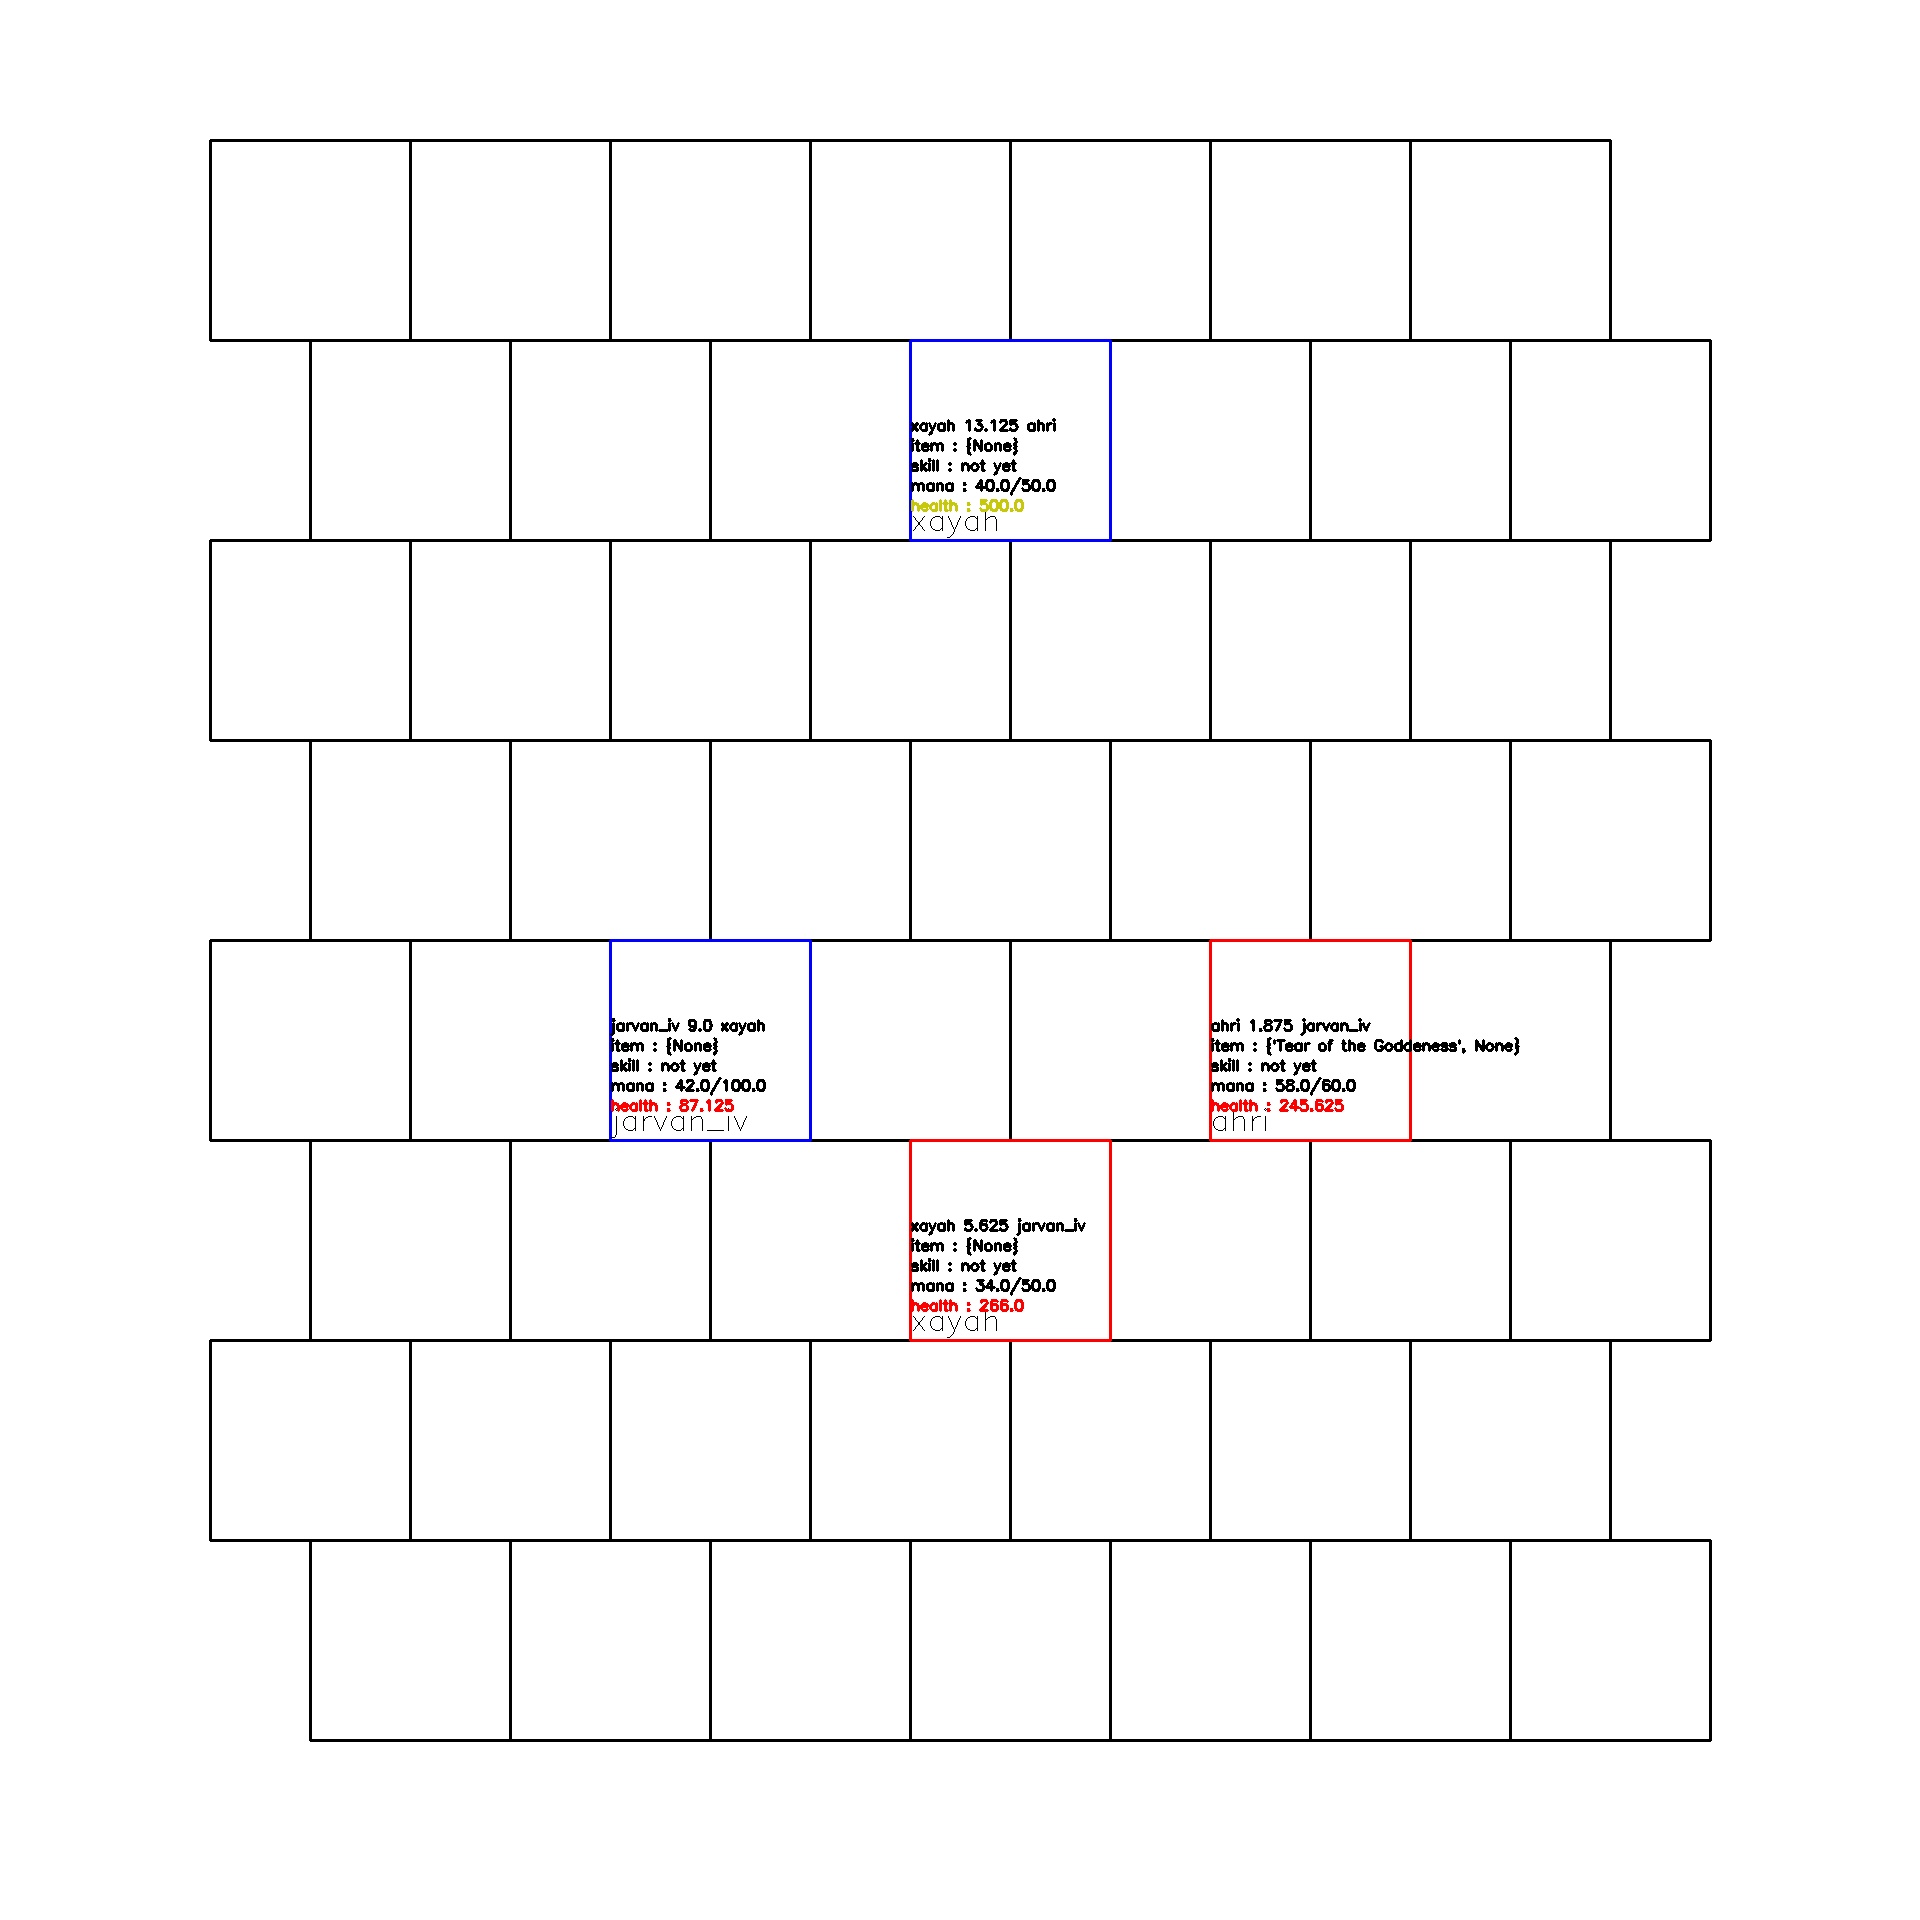 xayah 13.125 ahri
item : {None}
skill : not yet
mana : 40.0/50.0
health : 500.0
xayah
jarvan_iv 9.0 xayah
item : {None}
skill : not yet
mana : 42.0/100.0
health : 87.125
jarvan_iv
ahri 1.875 jarvan_iv
item : {'Tear of the Goddeness', None}
skill : not yet
mana : 58.0/60.0
health : 245.625
ahri
xayah 5.625 jarvan_iv
item : {None}
skill : not yet
mana : 34.0/50.0
health : 266.0
xayah